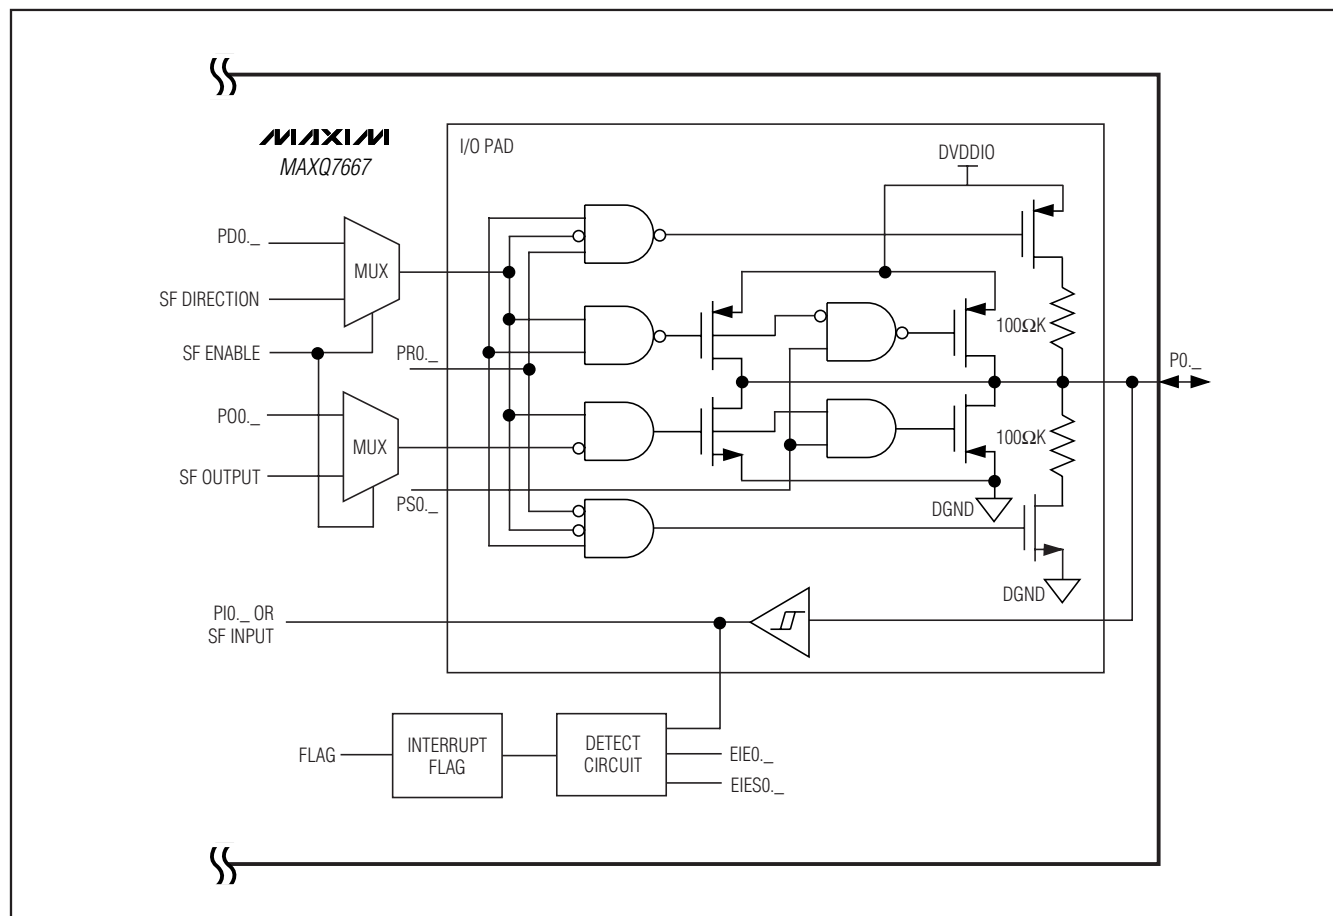 MAXIM
MAXQ7667
I/O PAD
DVDDIO
PD0._
MUX
SF DIRECTION
SF ENABLE
PR0._
100ΩK
P0._
PO0._
MUX
100ΩK
SF OUTPUT
PS0._
DGND
DGND
PI0._ OR
SF INPUT
FLAG
INTERRUPT
FLAG
DETECT
CIRCUIT
EIE0._
EIES0._